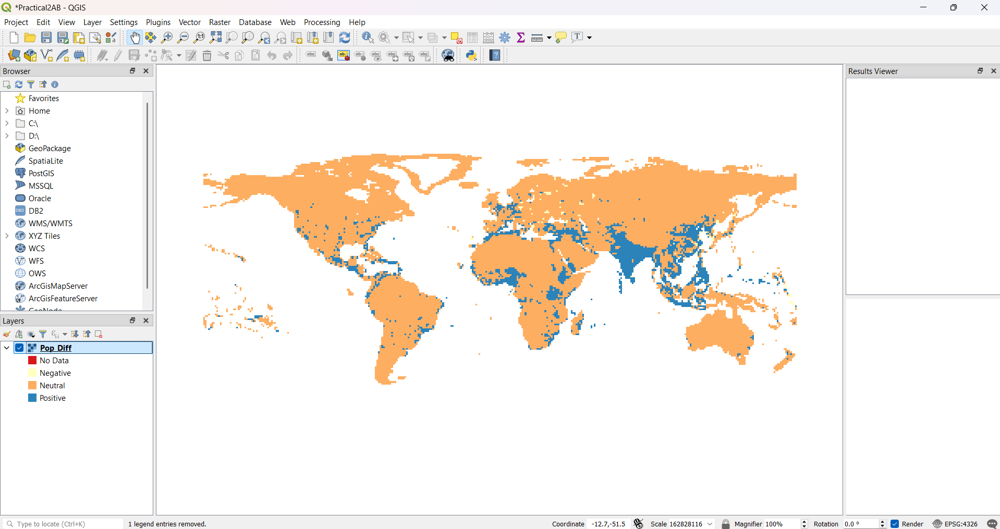 *Practical2AB - QGIS
Project Edit View Layer Settings Plugins Vector Raster Database Web Processing Help
Browser
Favorites
Home
C:\
D:\
GeoPackage
SpatiaLite
PostGIS
MSSQL
Oracle
DB2
WMS/WMTS
XYZ Tiles
WCS
WFS
OWS
ArcGisMapServer
ArcGisFeatureServer
GeoNode
Layers
Pop Diff
No Data
Negative
Neutral
Positive
Results Viewer
Type to locate (Ctrl+K) 1 legend entries removed. Coordinate -12.7,-51.5 Scale 162828116 Magnifier 100% Rotation 0.0 ° Render EPSG:4326